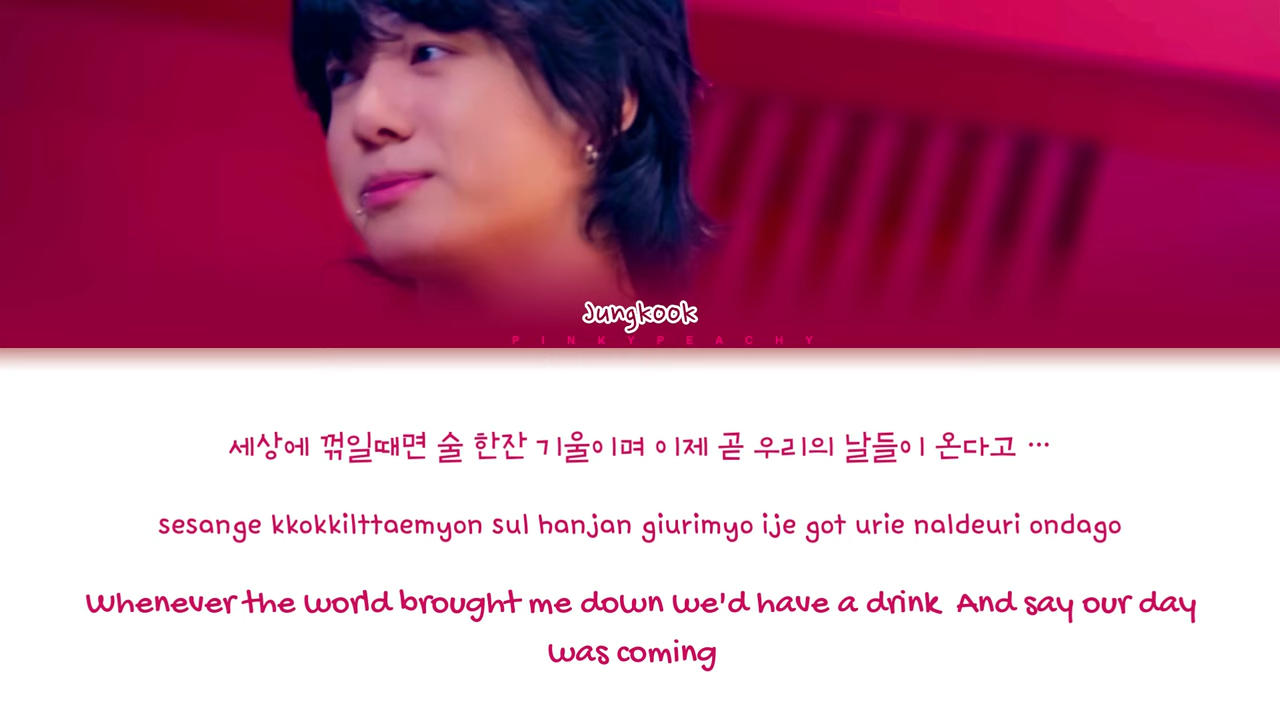 Jungkook
PINKYPEACHY
세상에 꺾일때면 술 한잔 기울이며 이제 곧 우리의 날들이 온다고 …
sesange kkokkilttaemyon sul hanjan giurimyo ije got urie naldeuri ondago
Whenever the world brought me down we'd have a drink And say our day
was coming